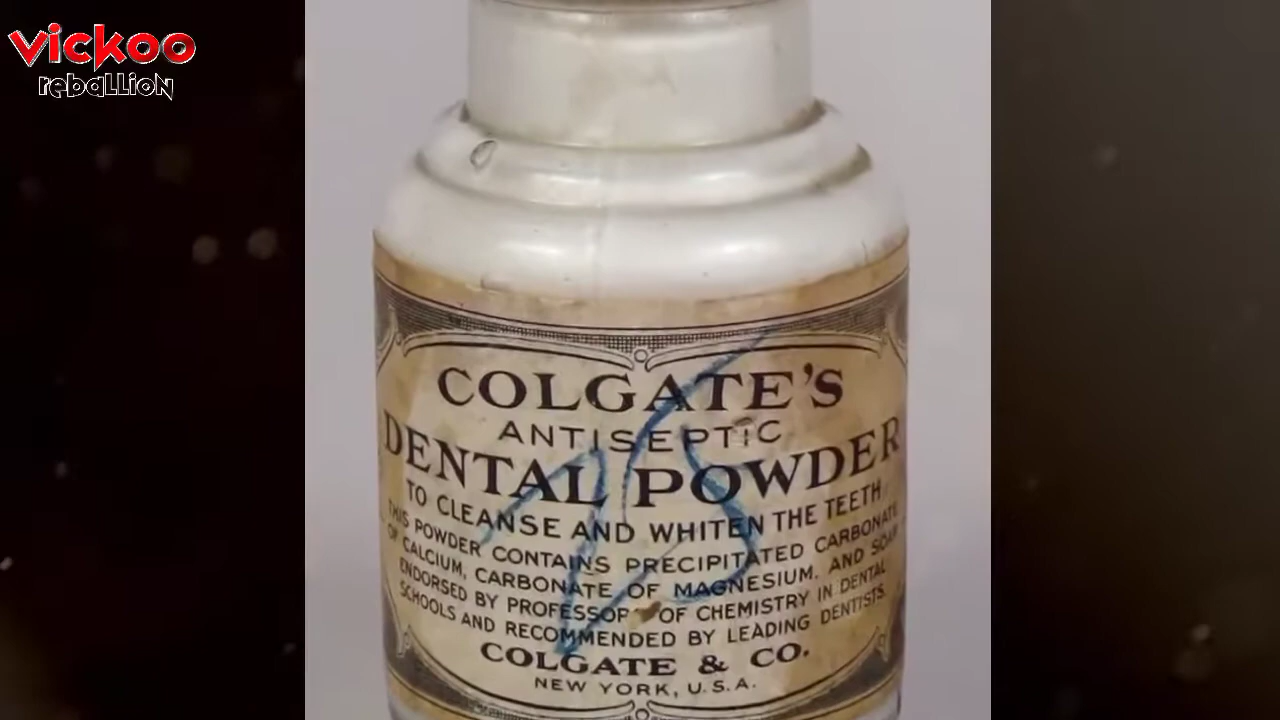 vickoo
rebaLLioN
COLGATE'S
ANTISEPTIC
DENTAL POWDER
TO CLEANSE AND WHITEN THE TEETH
THIS POWDER CONTAINS PRECIPITATED CARBONATE
OF CALCIUM, CARBONATE OF MAGNESIUM, AND SOAP
ENDORSED BY PROFESSOR OF CHEMISTRY IN DENTAL
SCHOOLS AND RECOMMENDED BY LEADING DENTISTS.
COLGATE & CO.
NEW YORK, U.S.A.